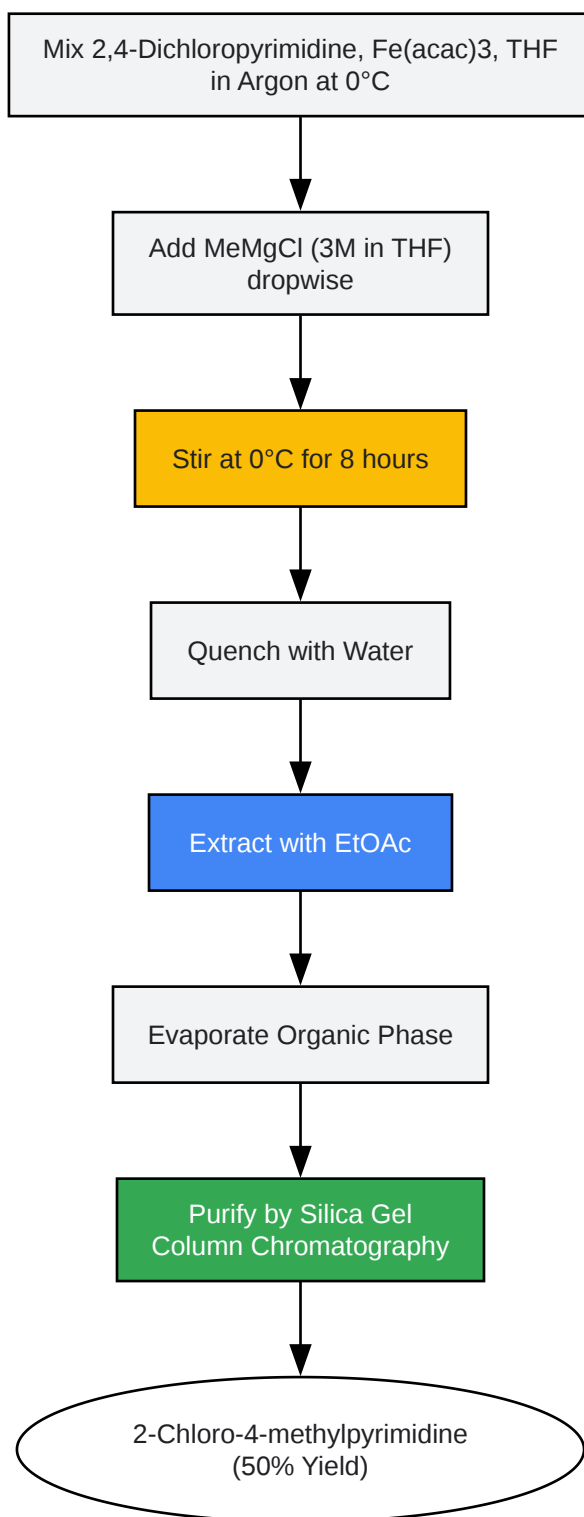 Mix 2,4-Dichloropyrimidine, Fe(acac)3, THF
in Argon at 0°C
Add MeMgCl (3M in THF)
dropwise
Stir at 0°C for 8 hours
Quench with Water
Extract with EtOAc
Evaporate Organic Phase
Purify by Silica Gel
Column Chromatography
2-Chloro-4-methylpyrimidine
(50% Yield)